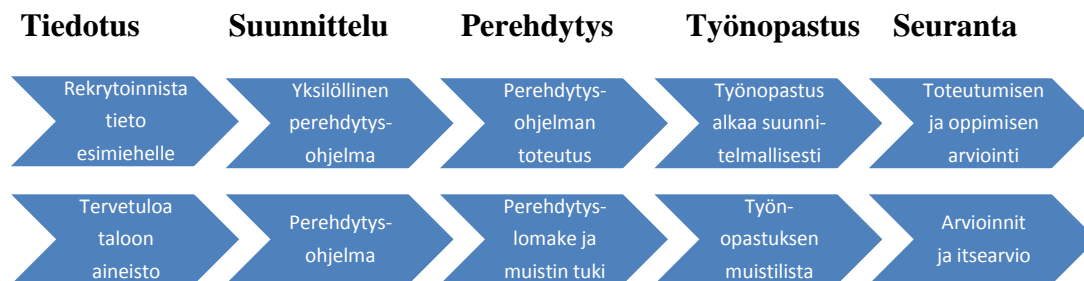 Tiedotus Suunnittelu Perehdytys Työnopastus Seuranta
Rekrytoinnista
tieto
esimiehelle
Yksilöllinen
perehdytys-
ohjelma
Perehdytys-
ohjelman
toteutus
Työnopastus
alkaa suunni-
telmallisesti
Toteutumisen
ja oppimisen
arviointi
Tervetuloa
taloon
aineisto
Perehdytys-
ohjelma
Perehdytys-
lomake ja
muistin tuki
Työn-
opastuksen
muistilista
Arvioinnit
ja itsearvio